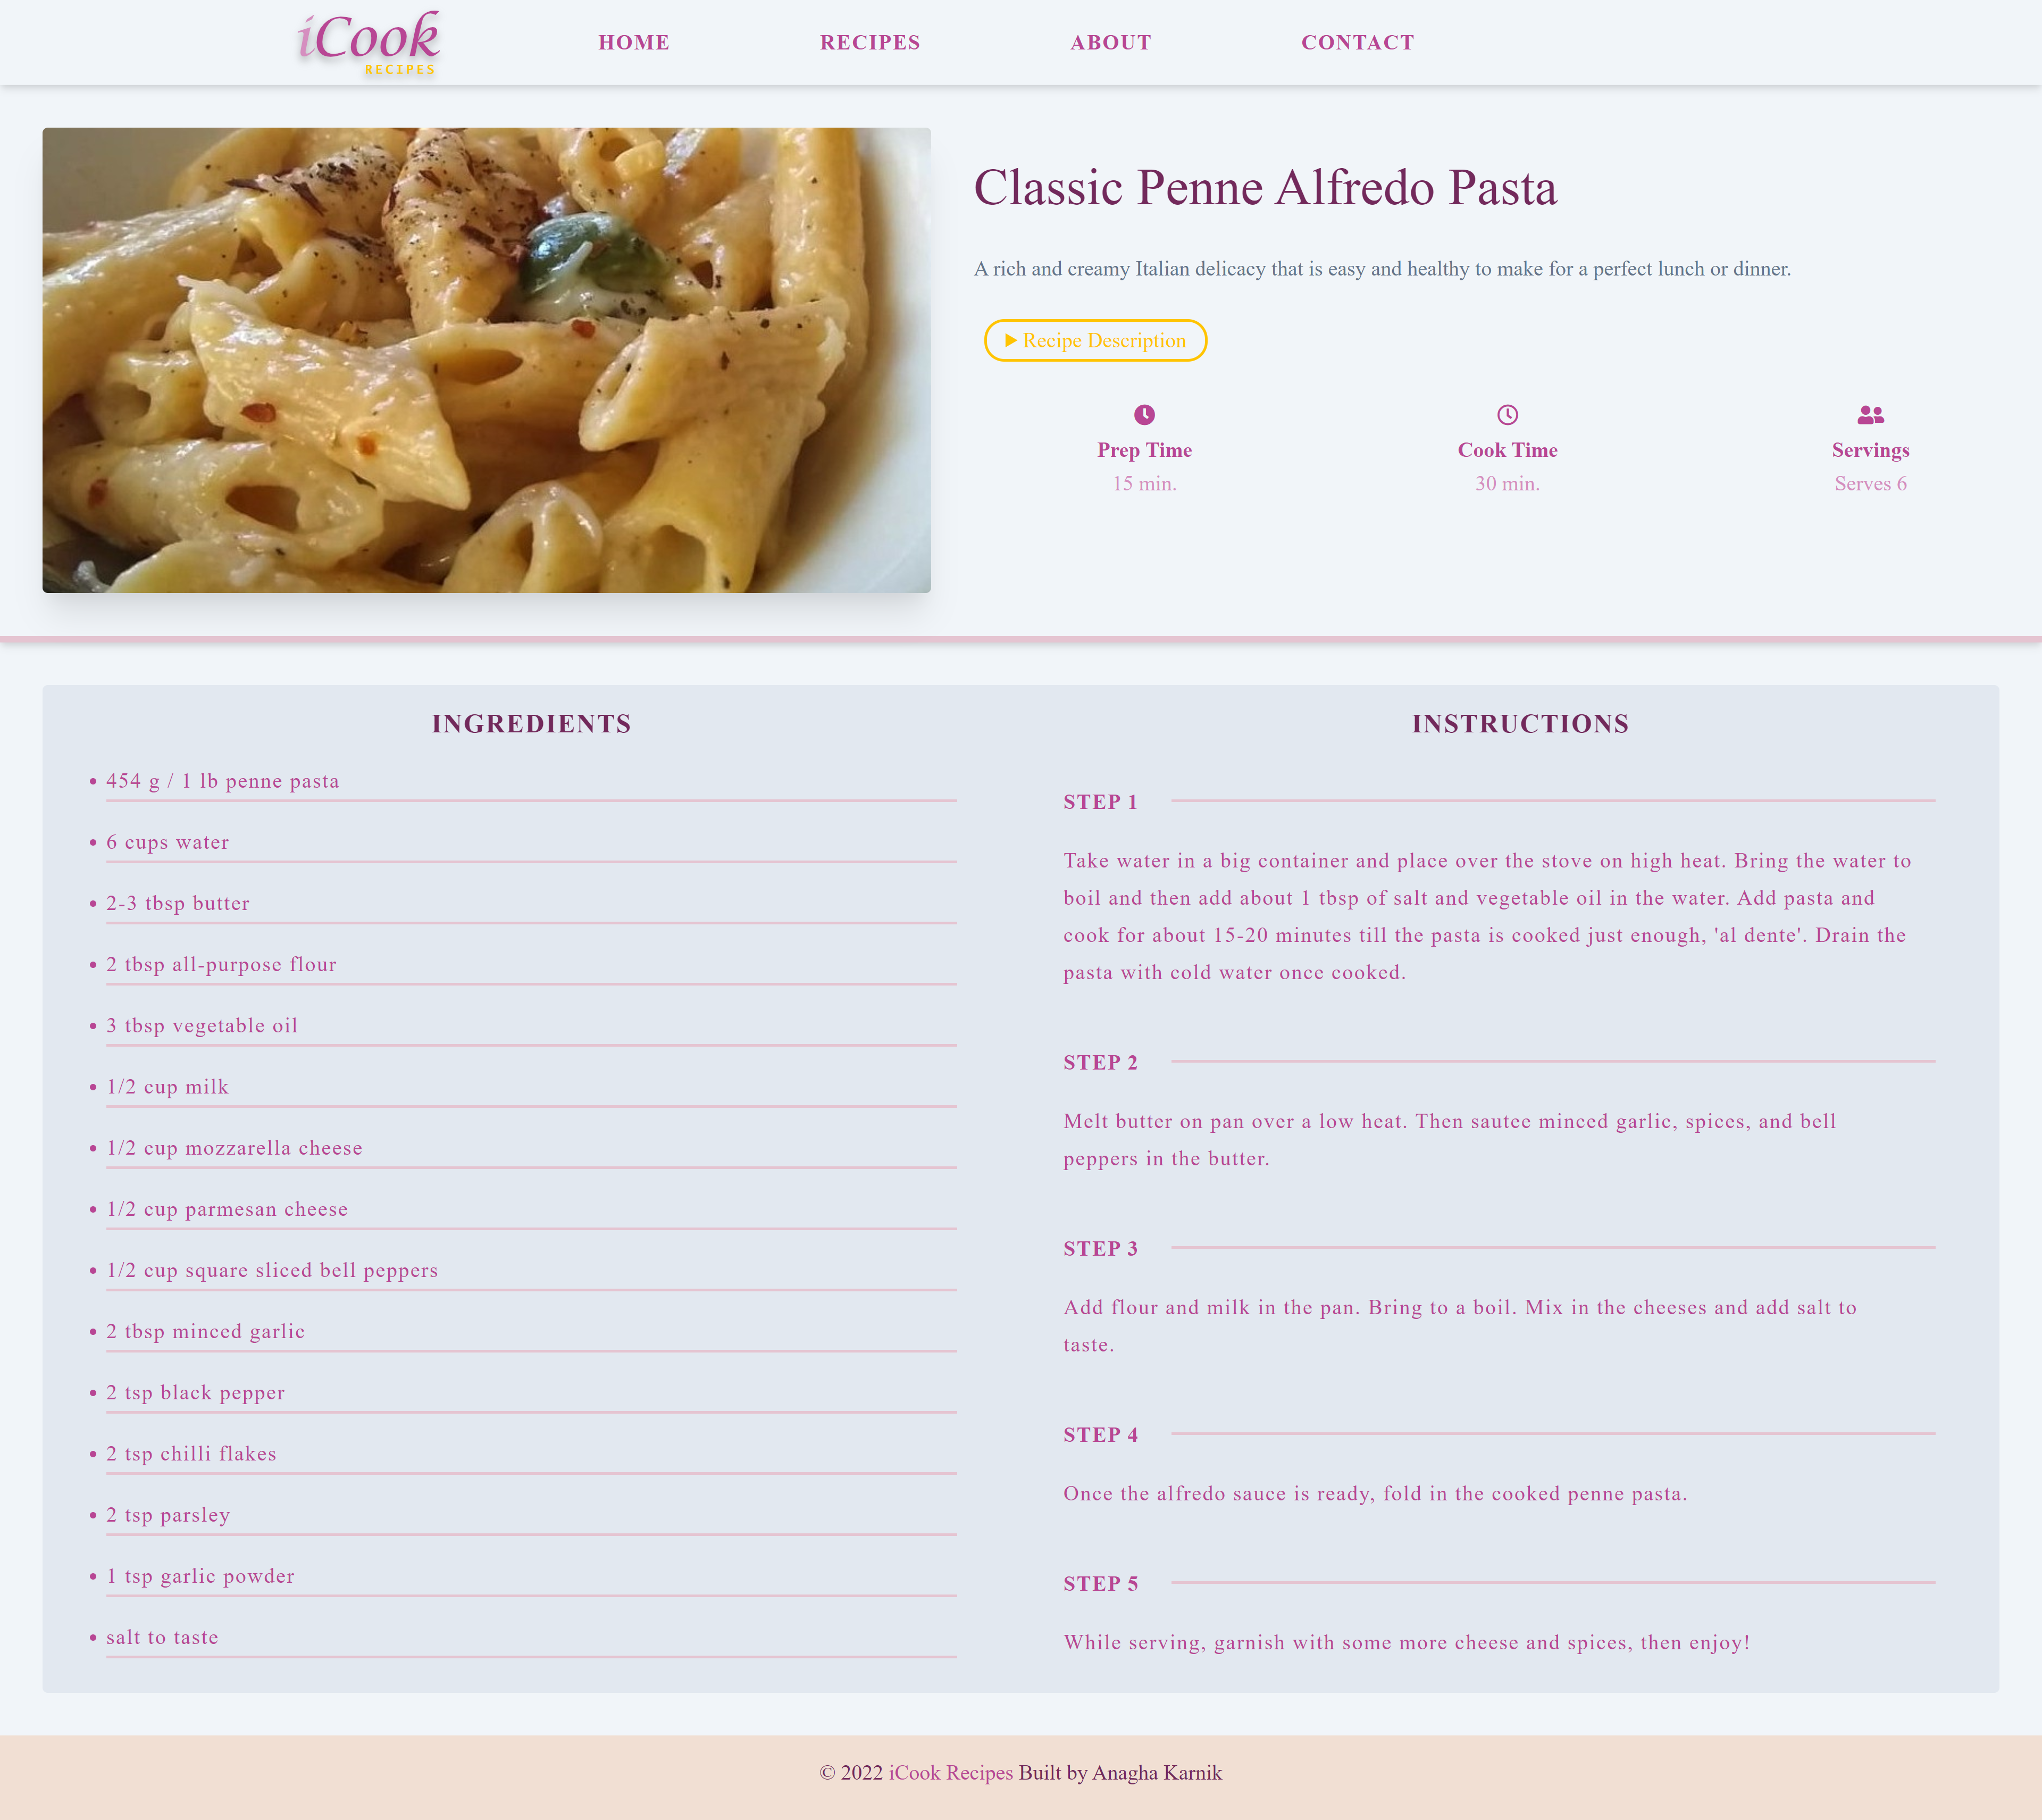 iCook
RECIPES
HOME
RECIPES
ABOUT
CONTACT
Classic Penne Alfredo Pasta
A rich and creamy Italian delicacy that is easy and healthy to make for a perfect lunch or dinner.
Recipe Description
Prep Time
15 min.
Cook Time
30 min.
Servings
Serves 6
INGREDIENTS
454 g / 1 lb penne pasta
6 cups water
2-3 tbsp butter
2 tbsp all-purpose flour
3 tbsp vegetable oil
1/2 cup milk
1/2 cup mozzarella cheese
1/2 cup parmesan cheese
1/2 cup square sliced bell peppers
2 tbsp minced garlic
2 tsp black pepper
2 tsp chilli flakes
2 tsp parsley
1 tsp garlic powder
salt to taste
INSTRUCTIONS
STEP 1
Take water in a big container and place over the stove on high heat. Bring the water to
boil and then add about 1 tbsp of salt and vegetable oil in the water. Add pasta and
cook for about 15-20 minutes till the pasta is cooked just enough, 'al dente'. Drain the
pasta with cold water once cooked.
STEP 2
Melt butter on pan over a low heat. Then sautee minced garlic, spices, and bell
peppers in the butter.
STEP 3
Add flour and milk in the pan. Bring to a boil. Mix in the cheeses and add salt to
taste.
STEP 4
Once the alfredo sauce is ready, fold in the cooked penne pasta.
STEP 5
While serving, garnish with some more cheese and spices, then enjoy!
© 2022 iCook Recipes Built by Anagha Karnik